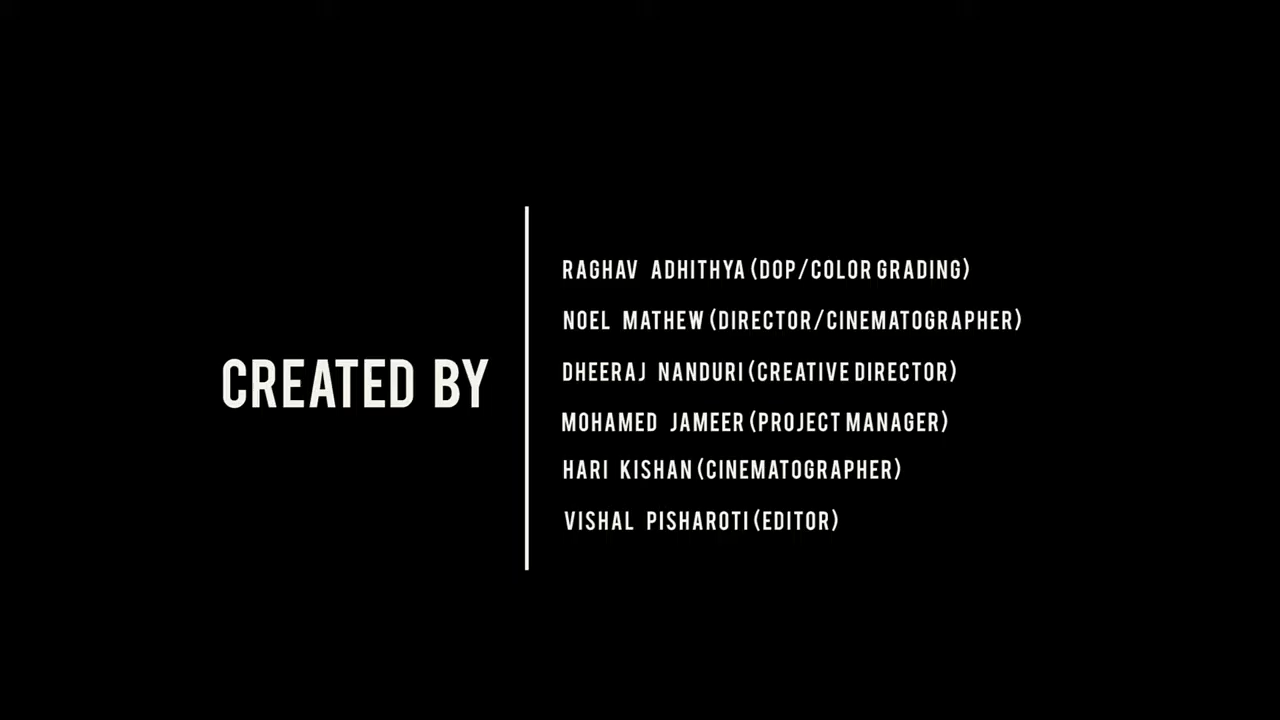 CREATED BY
RAGHAV ADHITHYA (DOP/COLOR GRADING)
NOEL MATHEW (DIRECTOR/CINEMATOGRAPHER)
DHEERAJ NANDURI (CREATIVE DIRECTOR)
MOHAMED JAMEER (PROJECT MANAGER)
HARI KISHAN (CINEMATOGRAPHER)
VISHAL PISHAROTI (EDITOR)